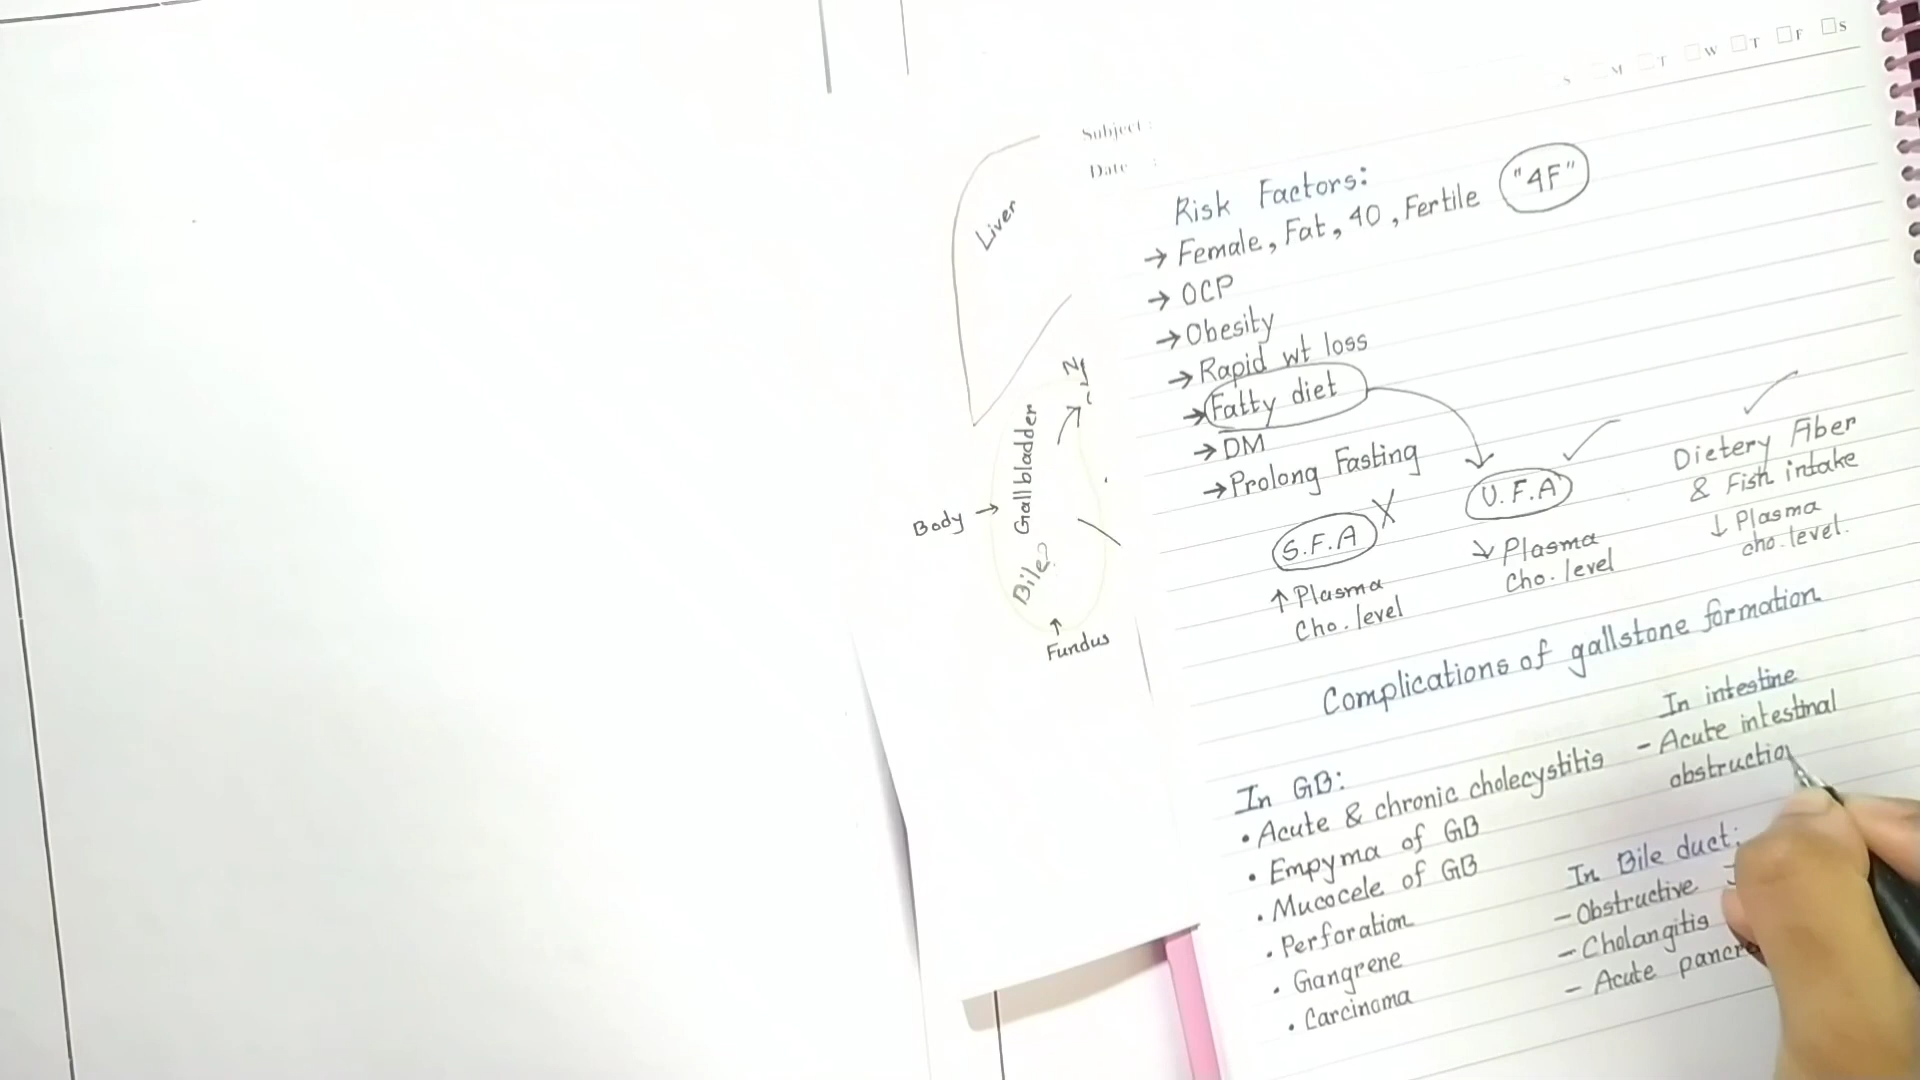 S M T W T F S
Subject :
Date :
Liver
Gallbladder
Body →
Bile
↑
Fundus
Risk Factors:
→ Female, Fat, 40, Fertile "4F"
→ OCP
→ Obesity
→ Rapid wt loss
→ Fatty diet
→ DM
→ Prolong Fasting
S.F.A X
↑ Plasma
Cho. level
U.F.A
↓ Plasma
Cho. level
Dietery Fiber
& Fish intake
↓ Plasma
cho. level.
Complications of gallstone formation
In GB:
• Acute & chronic cholecystitis
• Empyma of GB
• Mucocele of GB
• Perforation
• Gangrene
• Carcinoma
In intestine
- Acute intestinal
obstruction
In Bile duct:
- Obstructive
- Cholangitis
- Acute